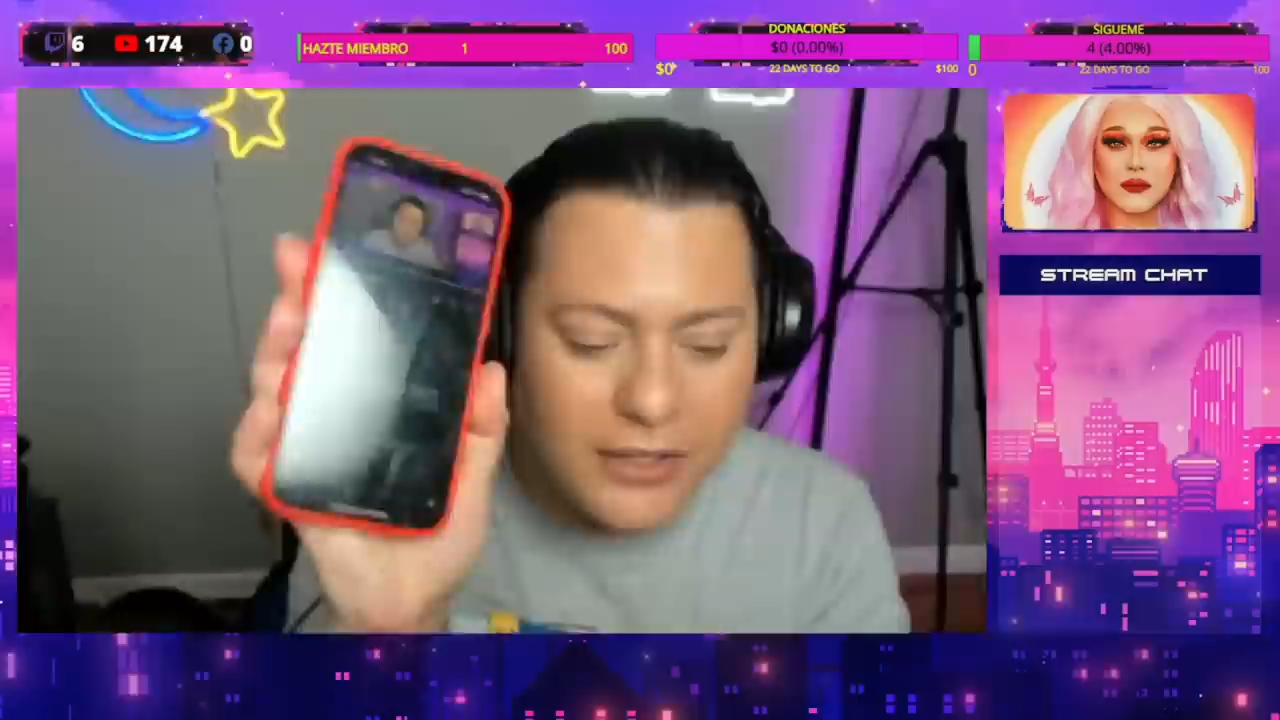 6 174 0
HAZTE MIEMBRO 1 100
DONACIONES
$0 (0.00%)
$0 22 DAYS TO GO $100
SIGUEME
4 (4.00%)
0 22 DAYS TO GO 100
STREAM CHAT